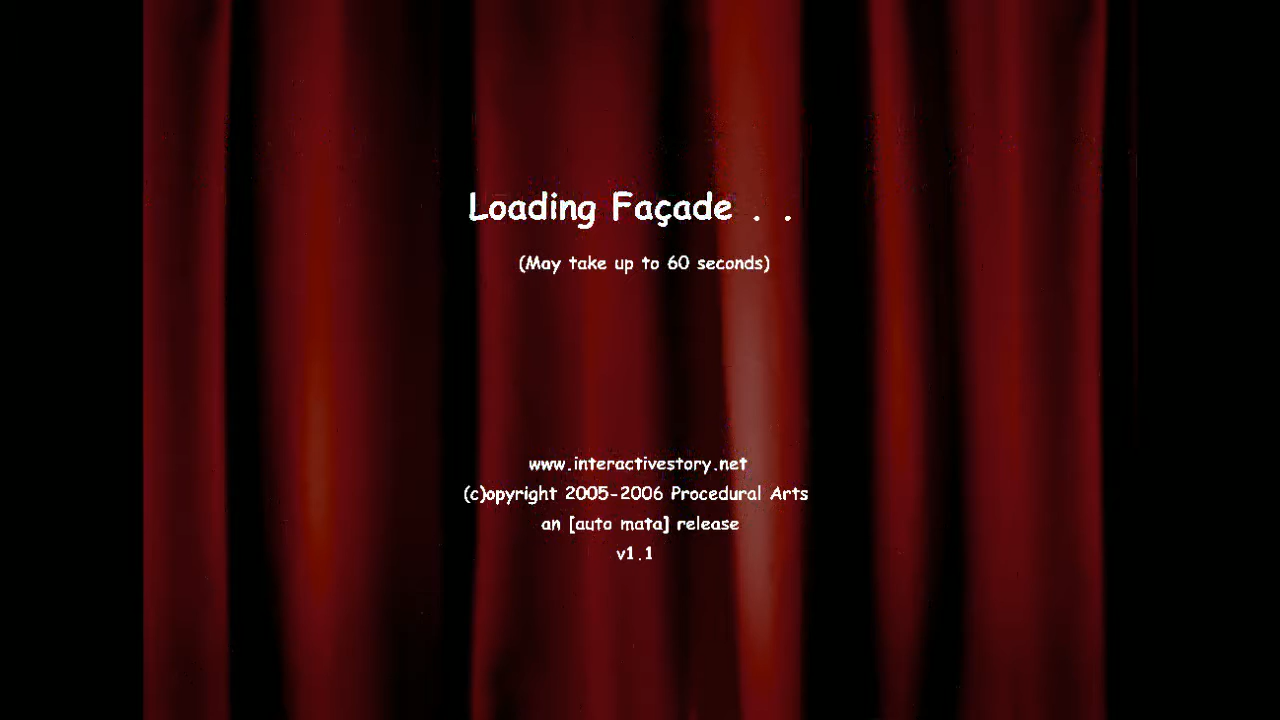 Loading Façade . .
(May take up to 60 seconds)
www.interactivestory.net
(c)opyright 2005-2006 Procedural Arts
an [auto mata] release
v1.1